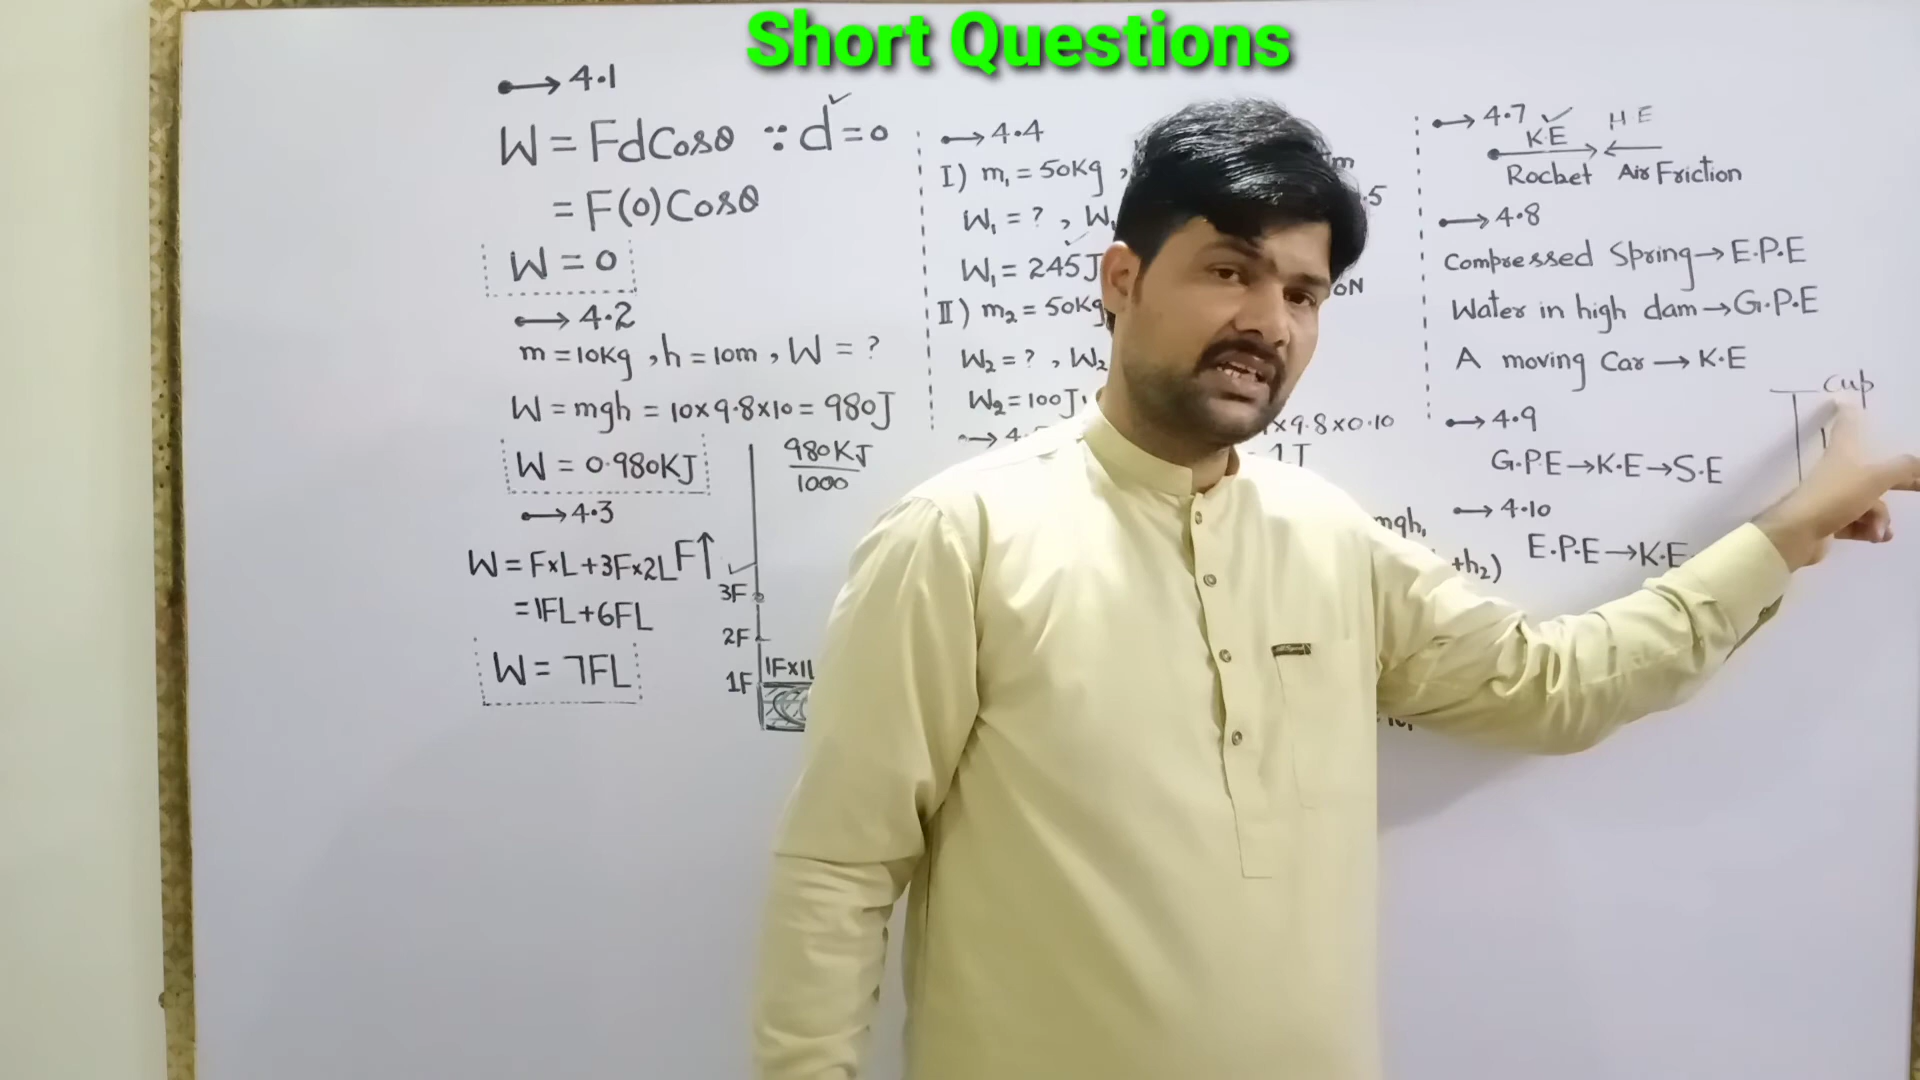 Short Questions
4.1
W = FdCosθ ∵ d = 0
= F(0)Cosθ
W = 0
4.2
m = 10Kg , h = 10m , W = ?
W = mgh = 10×9.8×10 = 980J
W = 0.980KJ
980KJ
1000
4.3
W = F×L+3F×2L F↑
= 1FL+6FL
W = 7FL
3F
2F
1F
1F×1L
4.4
I) m₁ = 50Kg ,
W₁ = ? ,
W₁ = 245J
II) m₂ = 50Kg
W₂ = ? , W₂
W₂ = 100J
×9.8×0.10
mgh,
+h₂)
4.7
K.E H E
Rocket Air Friction
4.8
Compressed Spring → E.P.E
Water in high dam → G.P.E
A moving Car → K.E
Cup
4.9
G.P.E → K.E → S.E
4.10
E.P.E → K.E